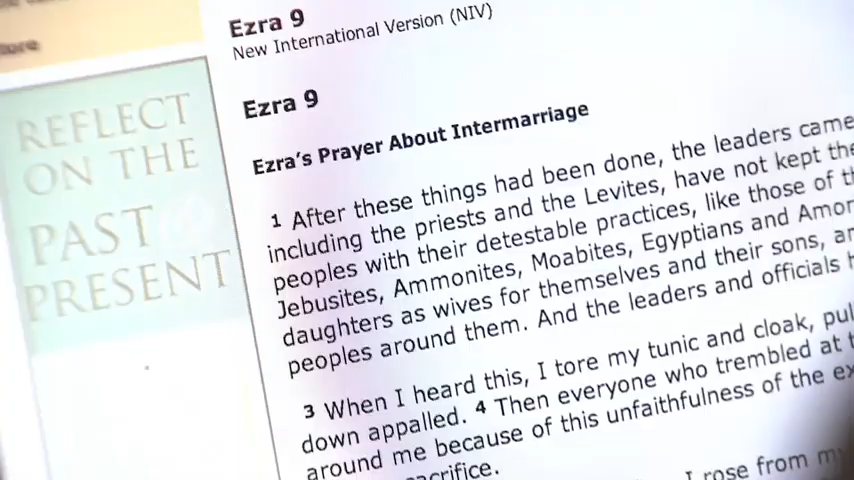 Ezra 9
New International Version (NIV)
Ezra 9
Ezra's Prayer About Intermarriage
1 After these things had been done, the leaders came
including the priests and the Levites, have not kept the
peoples with their detestable practices, like those of
Jebusites, Ammonites, Moabites, Egyptians and
daughters as wives for themselves and their sons,
peoples around them. And the leaders and officials
3 When I heard this, I tore my tunic and cloak,
down appalled. 4 Then everyone who trembled at
around me because of this unfaithfulness of the
I rose from
REFLECT
ON THE
PAST
PRESENT